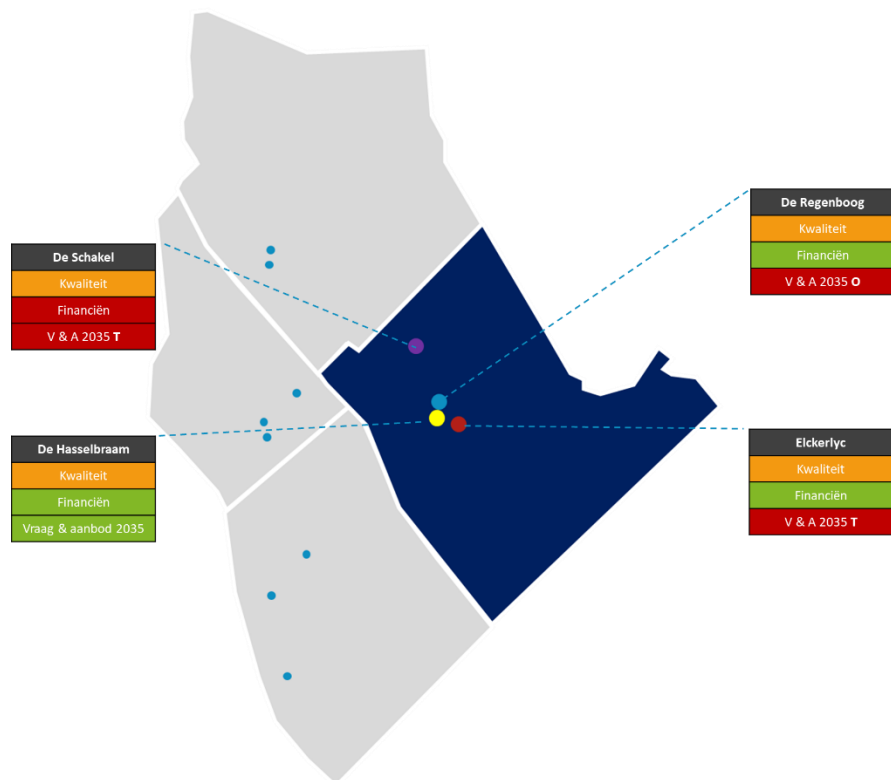 De Regenboog
Kwaliteit
Financiën
V & A 2035 O
De Schakel
Kwaliteit
Financiën
V & A 2035 T
De Hasselbraam
Kwaliteit
Financiën
Vraag & aanbod 2035
Elckerlyc
Kwaliteit
Financiën
V & A 2035 T